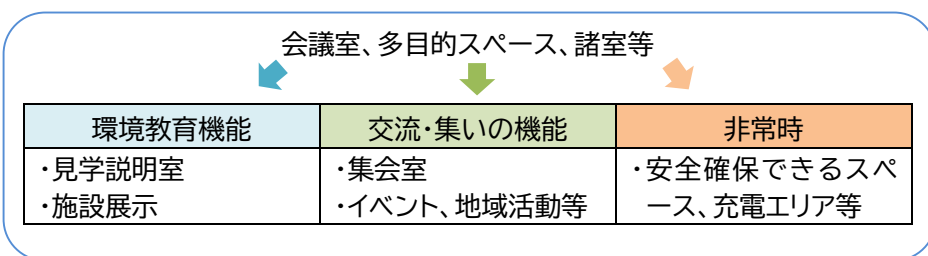 会議室、多目的スペース、諸室等
環境教育機能
交流・集いの機能
非常時
・見学説明室
・施設展示
・集会室
・イベント、地域活動等
・安全確保できるスペ
ース、充電エリア等